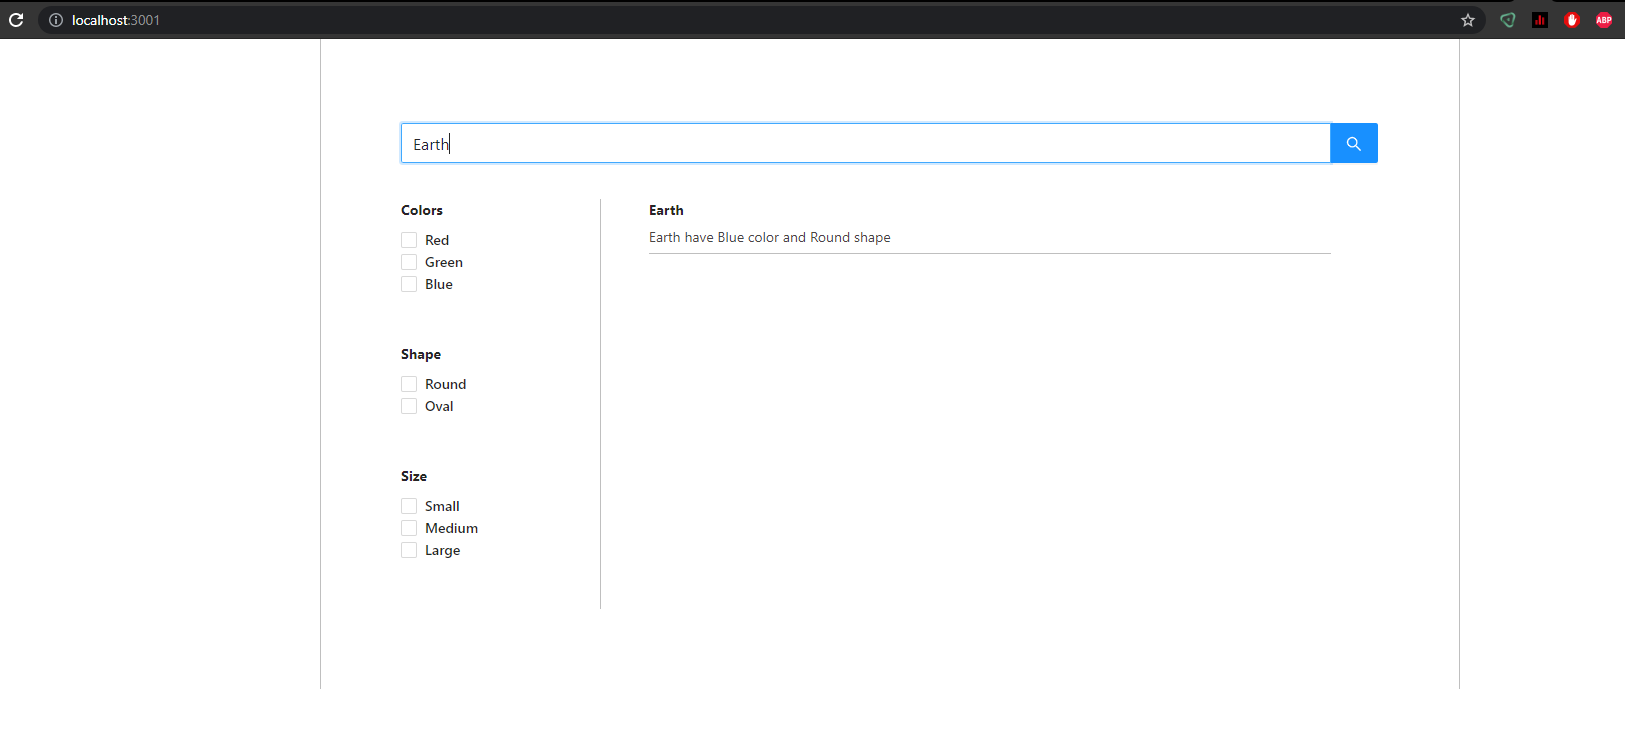 localhost:3001
ABP
Earth
Colors
Red
Green
Blue
Shape
Round
Oval
Size
Small
Medium
Large
Earth
Earth have Blue color and Round shape